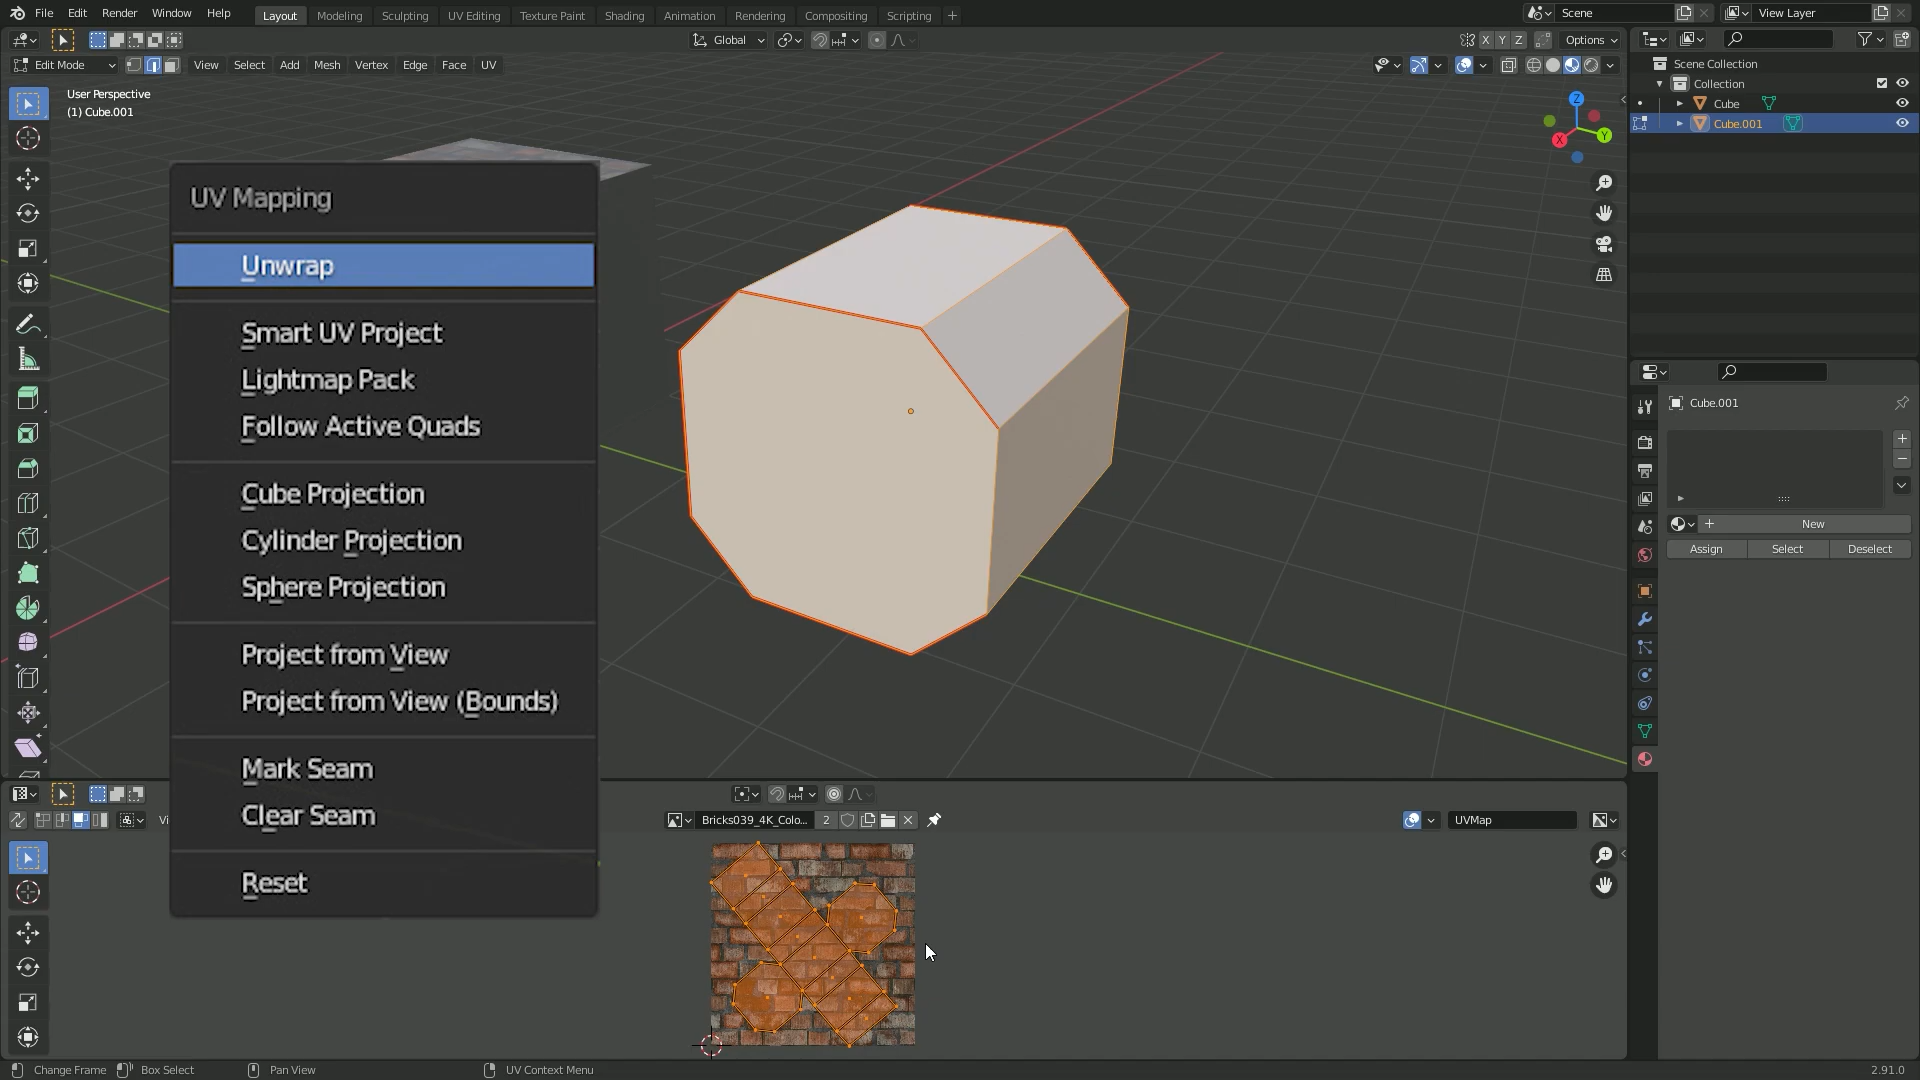 File Edit Render Window Help Layout Modeling Sculpting UV Editing Texture Paint Shading Animation Rendering Compositing Scripting + Scene View Layer
Global X Y Z Options
Edit Mode View Select Add Mesh Vertex Edge Face UV
User Perspective
(1) Cube.001
Z
Y
X
UV Mapping
Unwrap
Smart UV Project
Lightmap Pack
Follow Active Quads
Cube Projection
Cylinder Projection
Sphere Projection
Project from View
Project from View (Bounds)
Mark Seam
Clear Seam
Reset
Scene Collection
Collection
Cube
Cube.001
Cube.001
New
Assign Select Deselect
Vi Bricks039_4K_Colo... 2 UVMap
Change Frame Box Select Pan View UV Context Menu 2.91.0